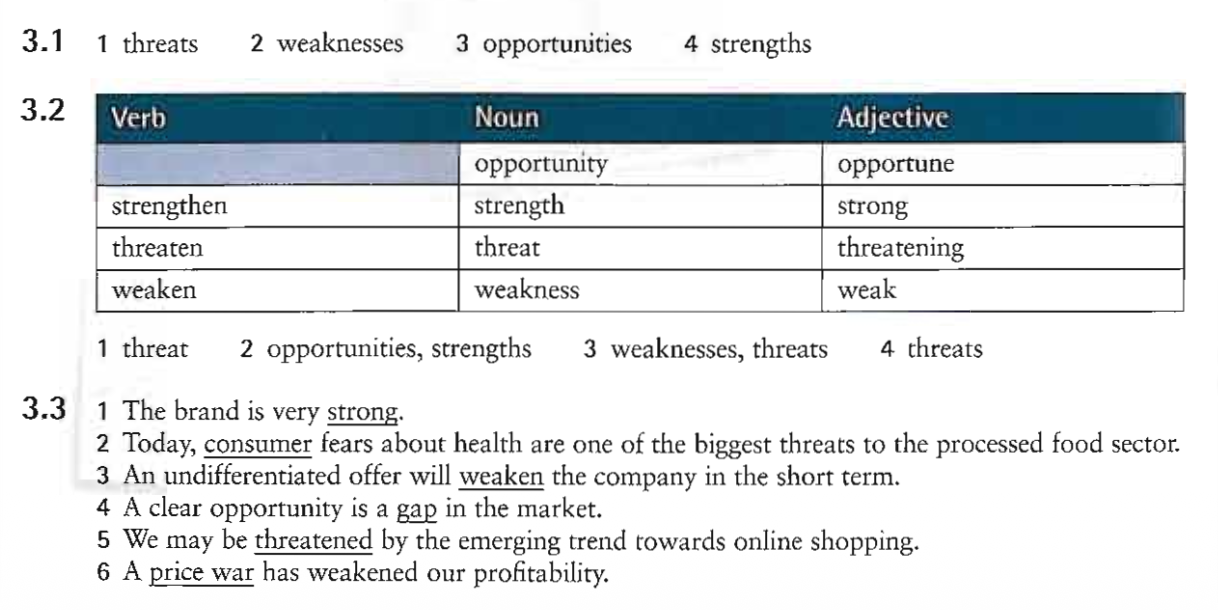 3.1 1 threats 2 weaknesses 3 opportunities 4 strengths
3.2 Verb Noun Adjective
opportunity opportune
strengthen strength strong
threaten threat threatening
weaken weakness weak
1 threat 2 opportunities, strengths 3 weaknesses, threats 4 threats
3.3 1 The brand is very strong.
2 Today, consumer fears about health are one of the biggest threats to the processed food sector.
3 An undifferentiated offer will weaken the company in the short term.
4 A clear opportunity is a gap in the market.
5 We may be threatened by the emerging trend towards online shopping.
6 A price war has weakened our profitability.